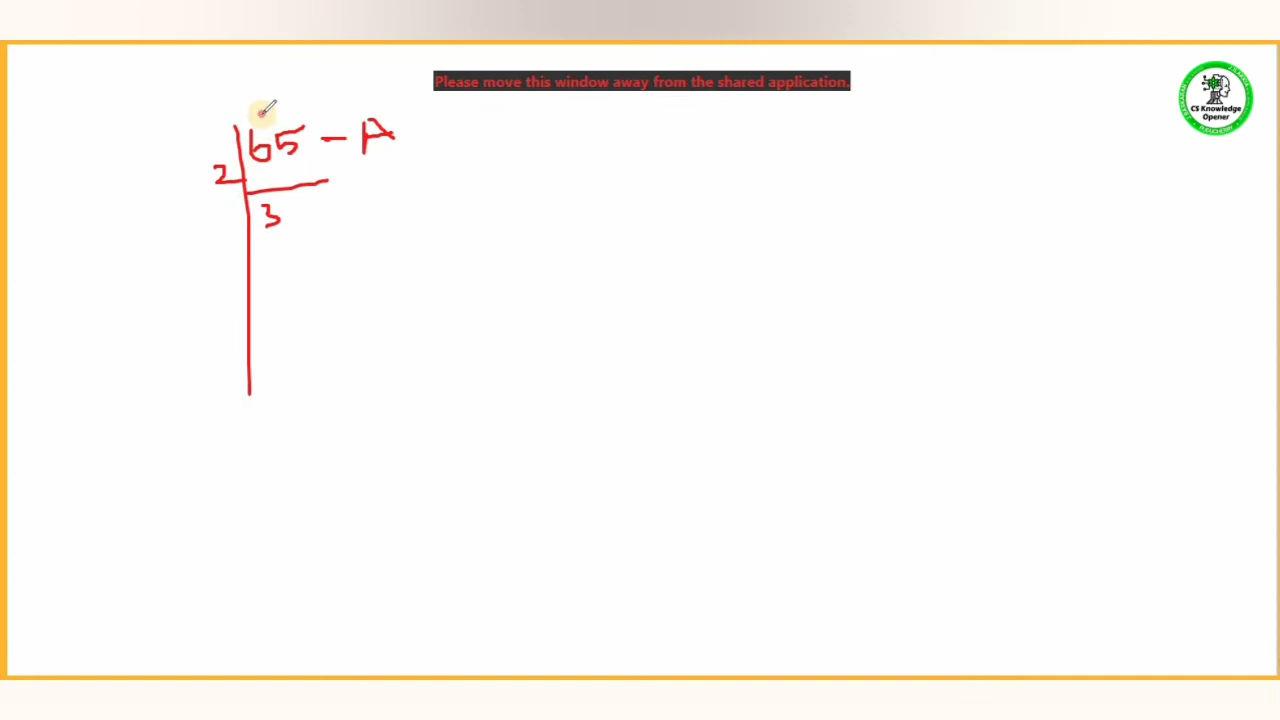 Please move this window away from the shared application.
CS Knowledge
Opener
65 - A
2
3